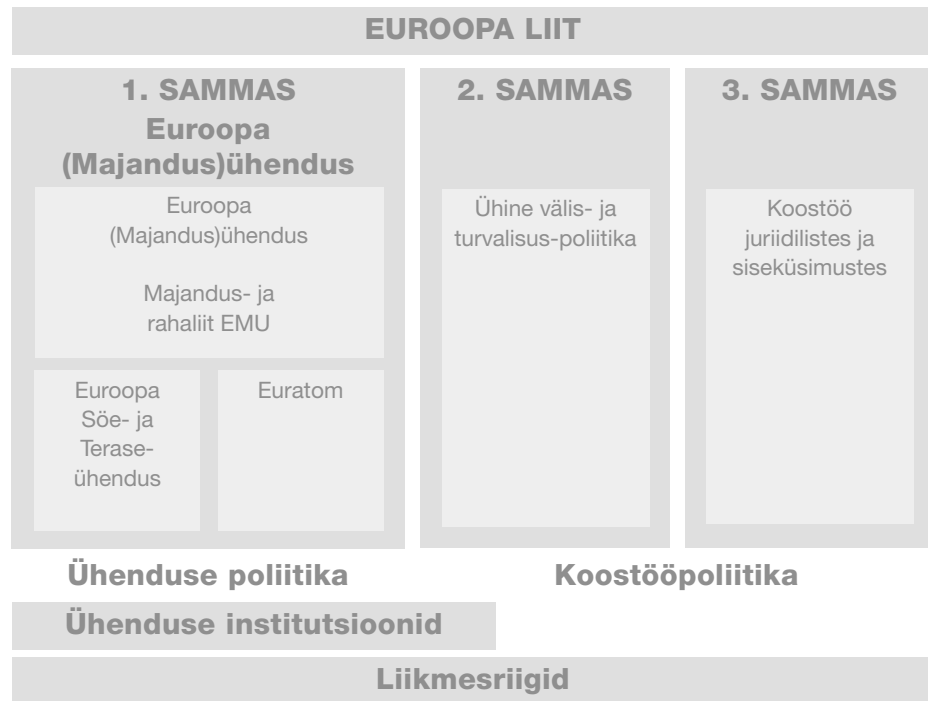 EUROOPA LIIT
1. SAMMAS
Euroopa
(Majandus)ühendus
Euroopa
(Majandus)ühendus
Majandus- ja
rahaliit EMU
Euroopa
Söe- ja
Terase-
ühendus
Euratom
2. SAMMAS
Ühine välis- ja
turvalisus-poliitika
3. SAMMAS
Koostöö
juriidilistes ja
siseküsimustes
Ühenduse poliitika
Koostööpoliitika
Ühenduse institutsioonid
Liikmesriigid